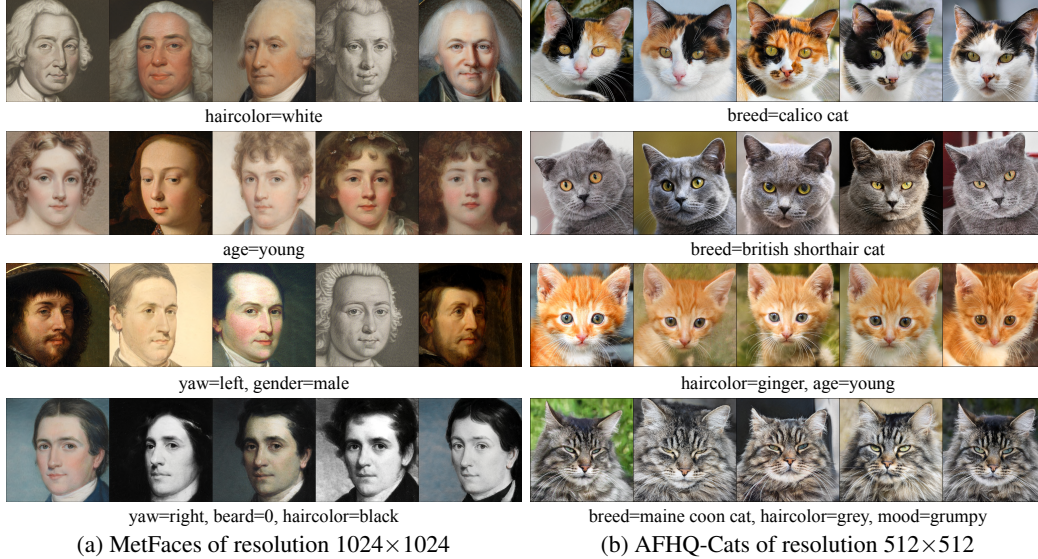 haircolor=white
age=young
yaw=left, gender=male
yaw=right, beard=0, haircolor=black
(a) MetFaces of resolution 1024×1024
breed=calico cat
breed=british shorthair cat
haircolor=ginger, age=young
breed=maine coon cat, haircolor=grey, mood=grumpy
(b) AFHQ-Cats of resolution 512×512